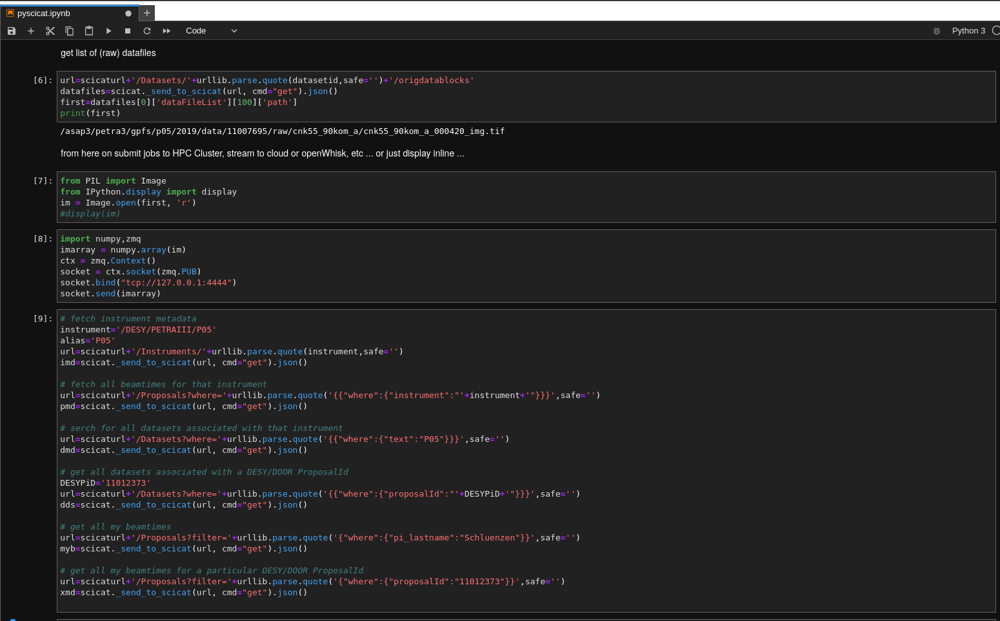 pyscicat.ipynb
Code
Python 3
get list of (raw) datafiles
[6]:
url=scicaturl+'/Datasets/'+urllib.parse.quote(datasetid,safe='')+'/origdatablocks'
datafiles=scicat._send_to_scicat(url, cmd="get").json()
first=datafiles[0]['dataFileList'][100]['path']
print(first)
/asap3/petra3/gpfs/p05/2019/data/11007695/raw/cnk55_90kom_a/cnk55_90kom_a_000420_img.tif
from here on submit jobs to HPC Cluster, stream to cloud or openWhisk, etc ... or just display inline ...
[7]:
from PIL import Image
from IPython.display import display
im = Image.open(first, 'r')
#display(im)
[8]:
import numpy,zmq
imarray = numpy.array(im)
ctx = zmq.Context()
socket = ctx.socket(zmq.PUB)
socket.bind("tcp://127.0.0.1:4444")
socket.send(imarray)
[9]:
# fetch instrument metadata
instrument='/DESY/PETRAIII/P05'
alias='P05'
url=scicaturl+'/Instruments/'+urllib.parse.quote(instrument,safe='')
imd=scicat._send_to_scicat(url, cmd="get").json()
# fetch all beamtimes for that instrument
url=scicaturl+'/Proposals?where='+urllib.parse.quote('{{"where":{"instrument":"'+instrument+'"}}}',safe='')
pmd=scicat._send_to_scicat(url, cmd="get").json()
# serch for all datasets associated with that instrument
url=scicaturl+'/Datasets?where='+urllib.parse.quote('{{"where":{"text":"P05"}}}',safe='')
dmd=scicat._send_to_scicat(url, cmd="get").json()
# get all datasets associated with a DESY/DOOR ProposalId
DESYPiD='11012373'
url=scicaturl+'/Datasets?where='+urllib.parse.quote('{{"where":{"proposalId":"'+DESYPiD+'"}}}',safe='')
dds=scicat._send_to_scicat(url, cmd="get").json()
# get all my beamtimes
url=scicaturl+'/Proposals?filter='+urllib.parse.quote('{"where":{"pi_lastname":"Schluenzen"}}',safe='')
myb=scicat._send_to_scicat(url, cmd="get").json()
# get all my beamtimes for a particular DESY/DOOR ProposalId
url=scicaturl+'/Proposals?filter='+urllib.parse.quote('{"where":{"proposalId":"11012373"}}',safe='')
xmd=scicat._send_to_scicat(url, cmd="get").json()